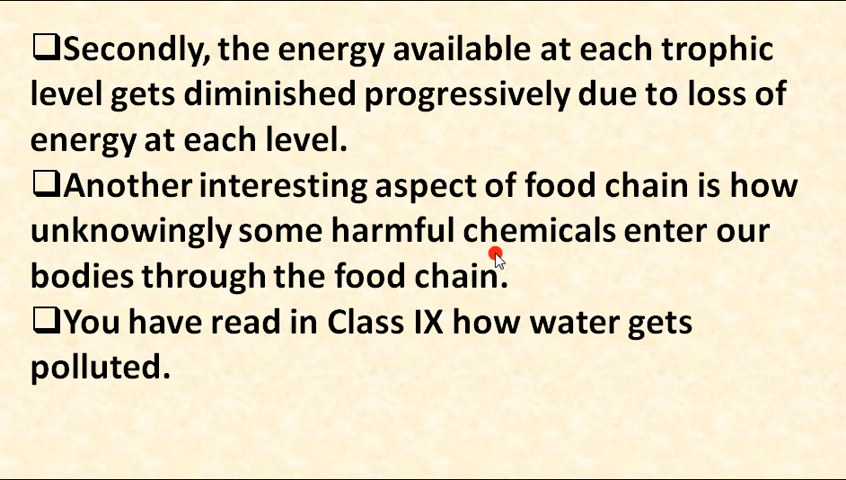 ❑Secondly, the energy available at each trophic
level gets diminished progressively due to loss of
energy at each level.
❑Another interesting aspect of food chain is how
unknowingly some harmful chemicals enter our
bodies through the food chain.
❑You have read in Class IX how water gets
polluted.